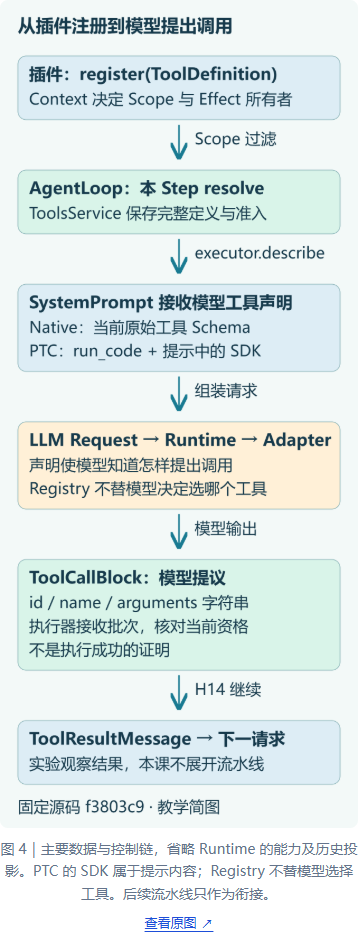 从插件注册到模型提出调用
插件：register(ToolDefinition)
Context 决定 Scope 与 Effect 所有者
Scope 过滤
AgentLoop：本 Step resolve
ToolsService 保存完整定义与准入
executor.describe
SystemPrompt 接收模型工具声明
Native：当前原始工具 Schema
PTC：run_code + 提示中的 SDK
组装请求
LLM Request → Runtime → Adapter
声明使模型知道怎样提出调用
Registry 不替模型决定选哪个工具
模型输出
ToolCallBlock：模型提议
id / name / arguments 字符串
执行器接收批次，核对当前资格
不是执行成功的证明
H14 继续
ToolResultMessage → 下一请求
实验观察结果，本课不展开流水线
固定源码 f3803c9 · 教学简图
图 4｜主要数据与控制链，省略 Runtime 的能力及历史投
影。PTC 的 SDK 属于提示内容；Registry 不替模型选择
工具。后续流水线只作为衔接。
查看原图 ↗